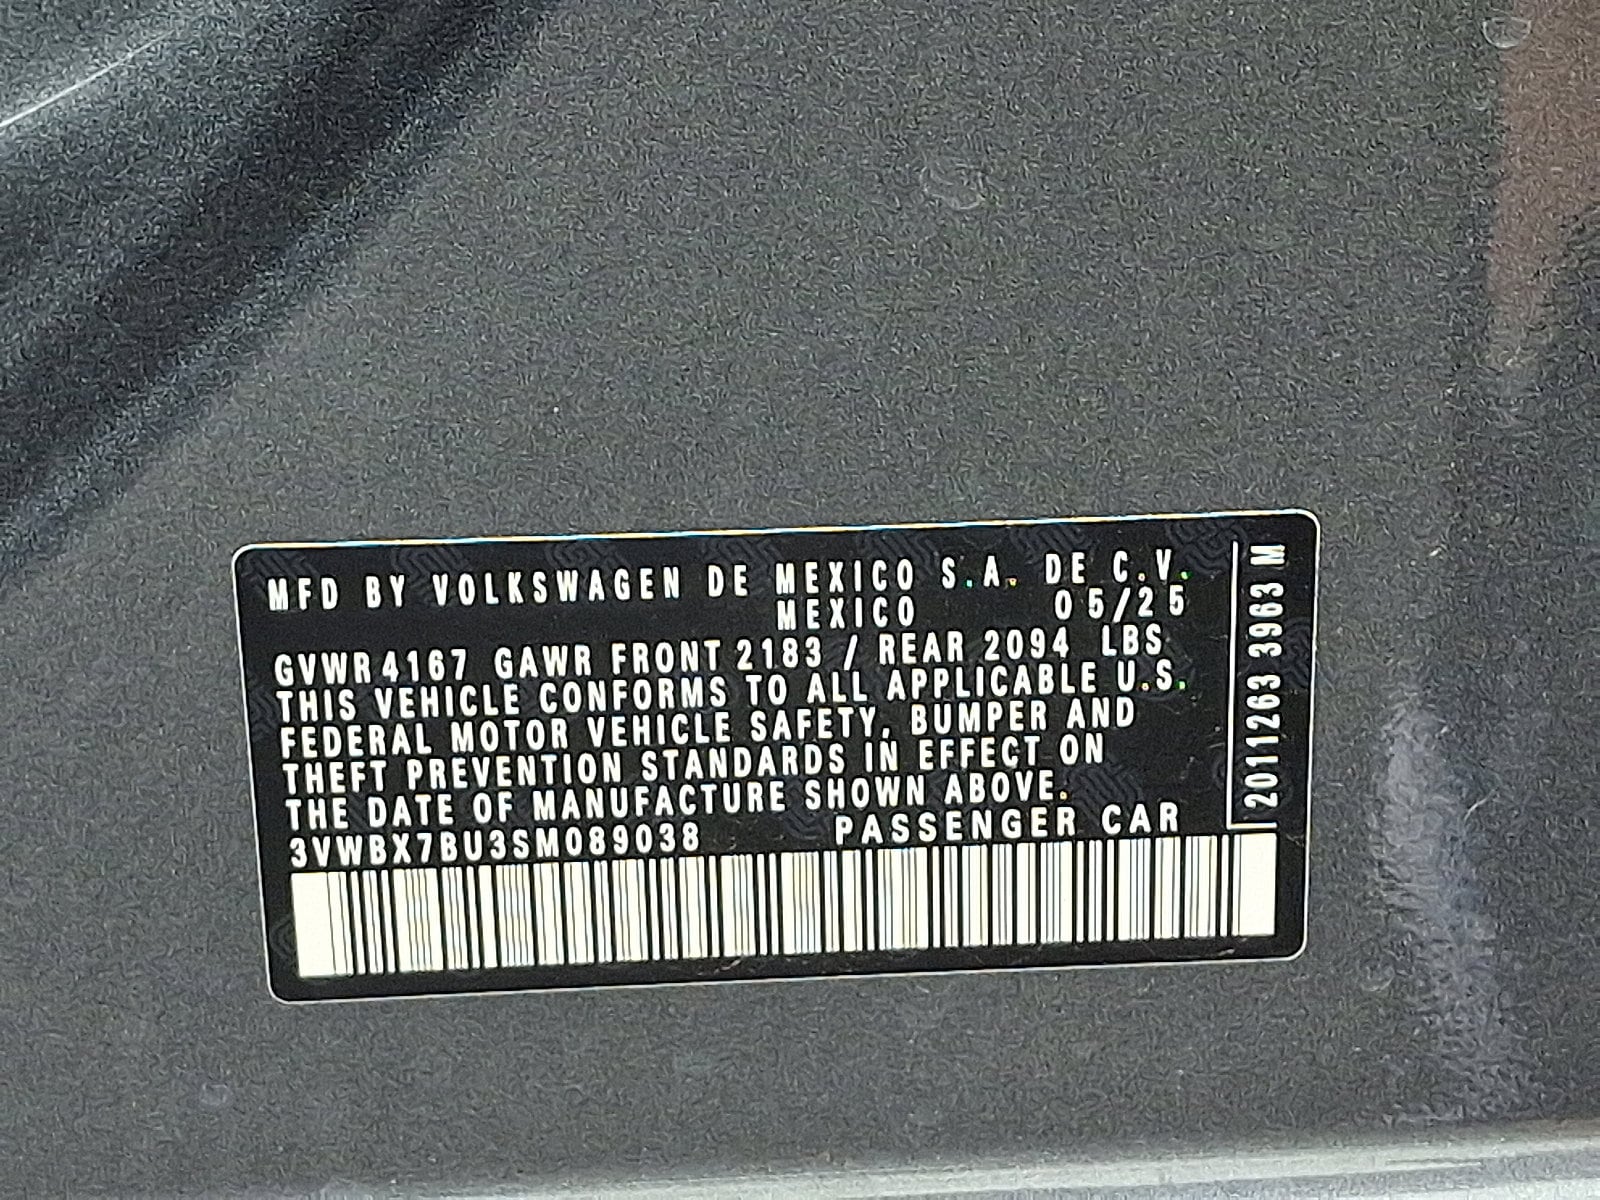 MFD BY VOLKSWAGEN DE MEXICO S.A. DE C.V.
MEXICO 05/25
GVWR 4167 GAWR FRONT 2183 / REAR 2094 LBS
THIS VEHICLE CONFORMS TO ALL APPLICABLE U.S.
FEDERAL MOTOR VEHICLE SAFETY, BUMPER AND
THEFT PREVENTION STANDARDS IN EFFECT ON
THE DATE OF MANUFACTURE SHOWN ABOVE.
3VWBX7BU3SM089038 PASSENGER CAR
2011263 3963 M